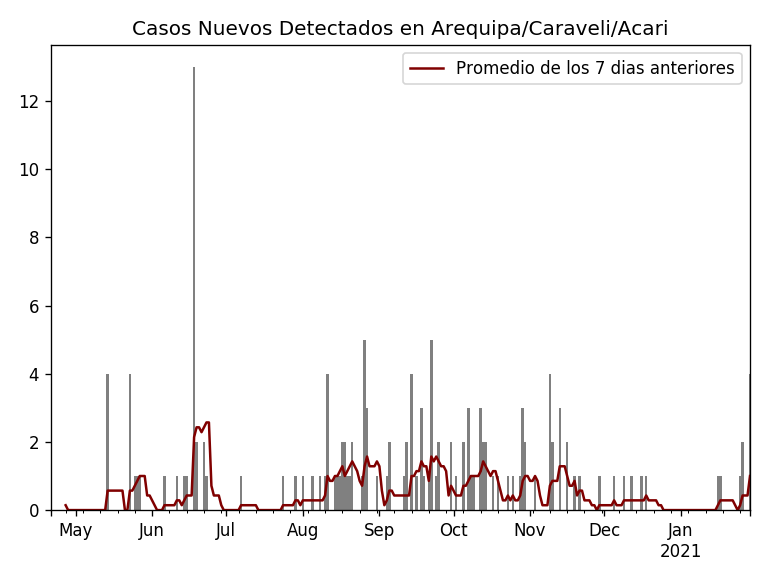 Casos Nuevos Detectados en Arequipa/Caraveli/Acari
Promedio de los 7 dias anteriores
12
10
8
6
4
2
0
May Jun Jul Aug Sep Oct Nov Dec Jan
2021